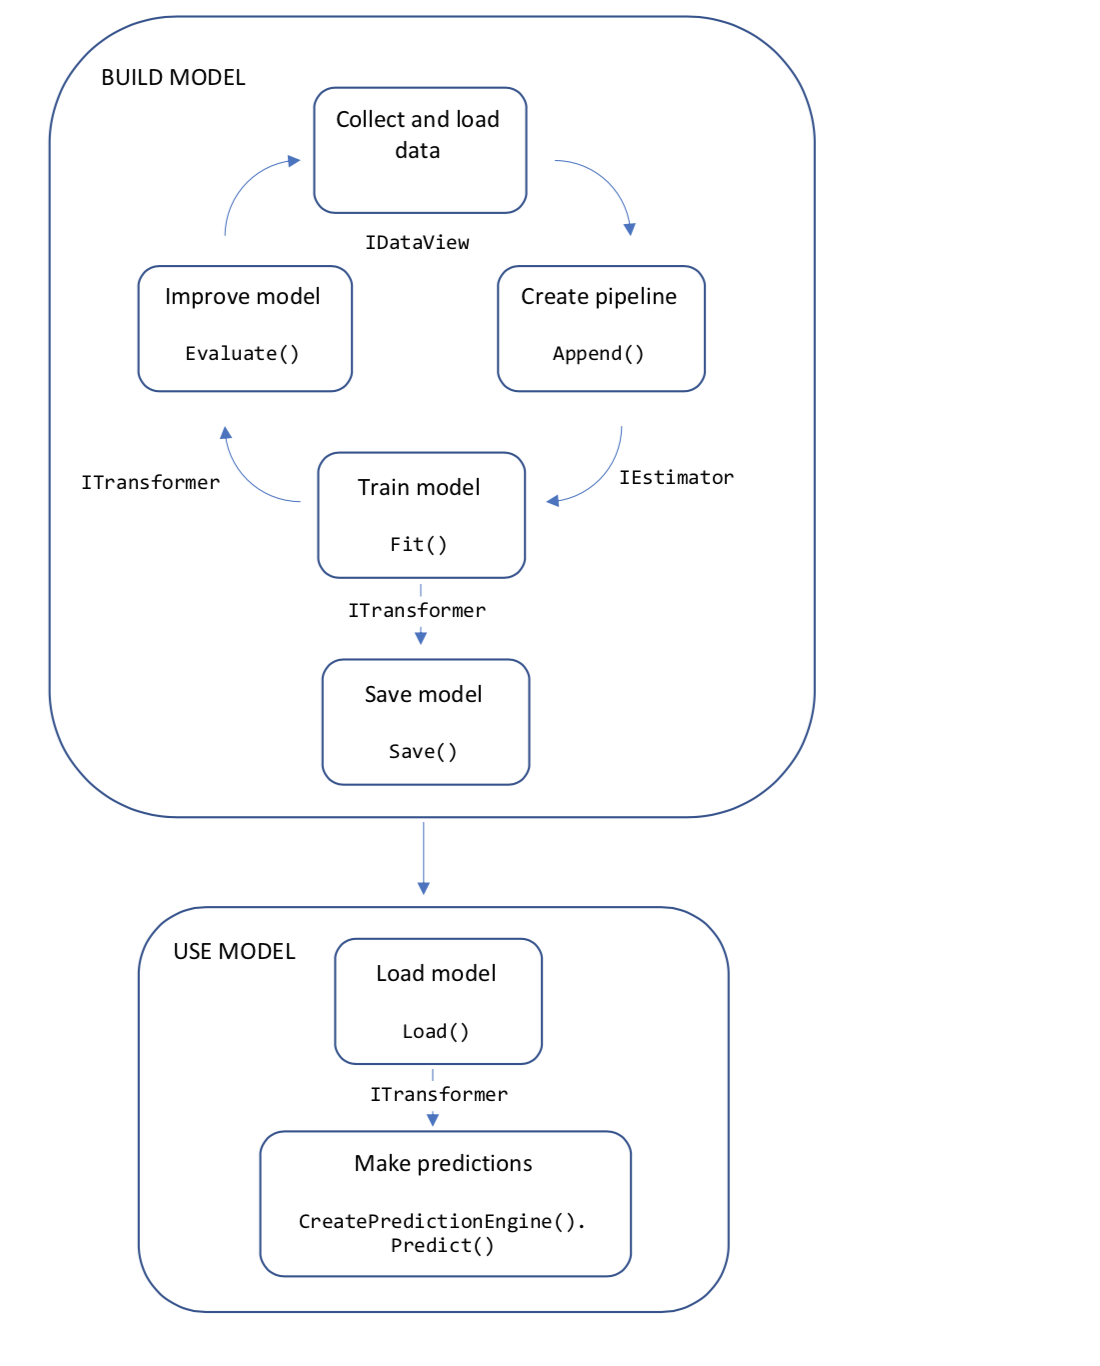 BUILD MODEL
Collect and load
data
IDataView
Improve model
Evaluate()
Create pipeline
Append()
ITransformer
IEstimator
Train model
Fit()
ITransformer
Save model
Save()
USE MODEL
Load model
Load()
ITransformer
Make predictions
CreatePredictionEngine().
Predict()